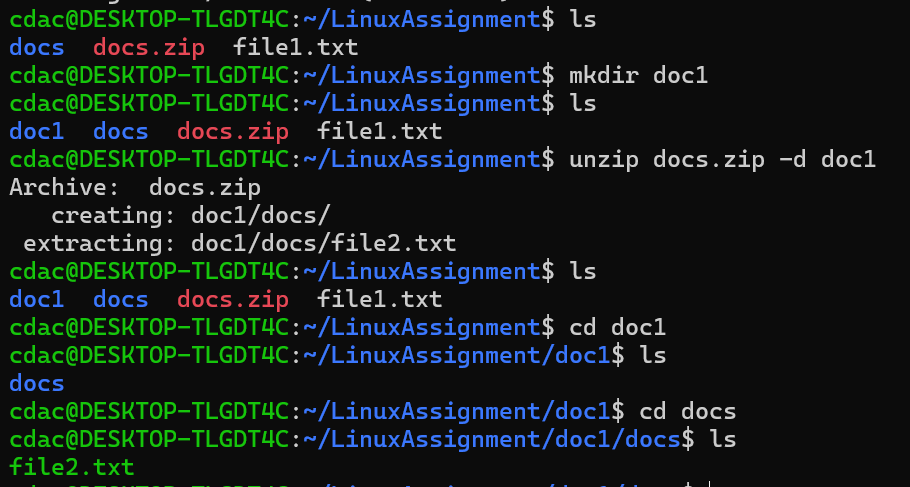 cdac@DESKTOP-TLGDT4C:~/LinuxAssignment$ ls
docs  docs.zip  file1.txt
cdac@DESKTOP-TLGDT4C:~/LinuxAssignment$ mkdir doc1
cdac@DESKTOP-TLGDT4C:~/LinuxAssignment$ ls
doc1  docs  docs.zip  file1.txt
cdac@DESKTOP-TLGDT4C:~/LinuxAssignment$ unzip docs.zip -d doc1
Archive:  docs.zip
   creating: doc1/docs/
 extracting: doc1/docs/file2.txt
cdac@DESKTOP-TLGDT4C:~/LinuxAssignment$ ls
doc1  docs  docs.zip  file1.txt
cdac@DESKTOP-TLGDT4C:~/LinuxAssignment$ cd doc1
cdac@DESKTOP-TLGDT4C:~/LinuxAssignment/doc1$ ls
docs
cdac@DESKTOP-TLGDT4C:~/LinuxAssignment/doc1$ cd docs
cdac@DESKTOP-TLGDT4C:~/LinuxAssignment/doc1/docs$ ls
file2.txt